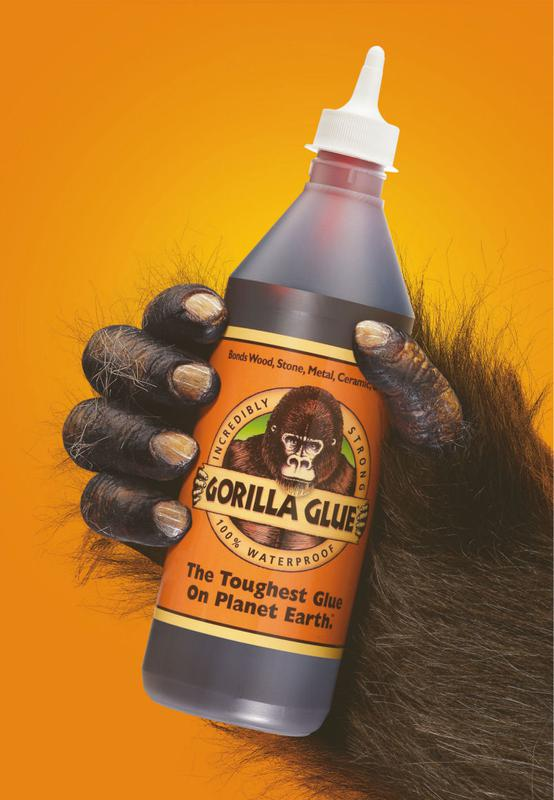 Bonds Wood, Stone, Metal, Ceramic,
INCREDIBLY STRONG
GORILLA GLUE
100% WATERPROOF
The Toughest Glue
on Planet Earth.